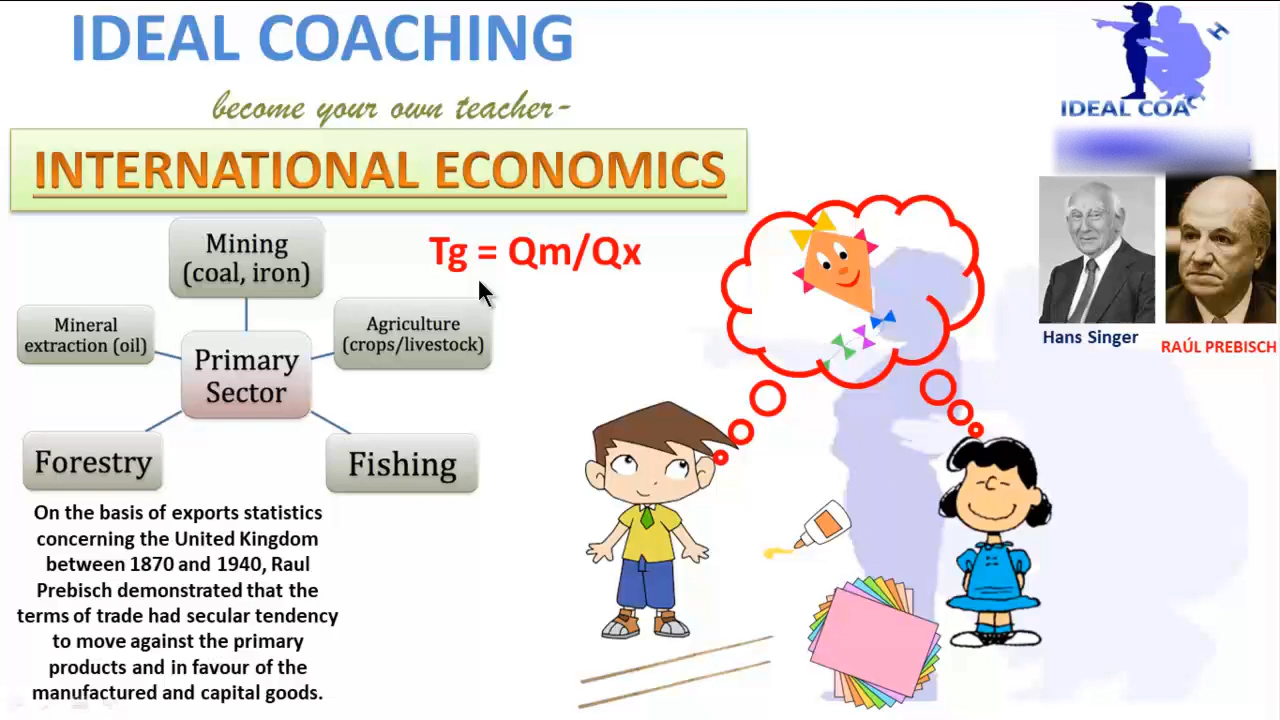 IDEAL COACHING
become your own teacher-
INTERNATIONAL ECONOMICS
IDEAL COA
C
H
Mining
(coal, iron)
Tg = Qm/Qx
Mineral
extraction (oil)
Agriculture
(crops/livestock)
Primary
Sector
Forestry
Fishing
Hans Singer
RAÚL PREBISCH
On the basis of exports statistics
concerning the United Kingdom
between 1870 and 1940, Raul
Prebisch demonstrated that the
terms of trade had secular tendency
to move against the primary
products and in favour of the
manufactured and capital goods.